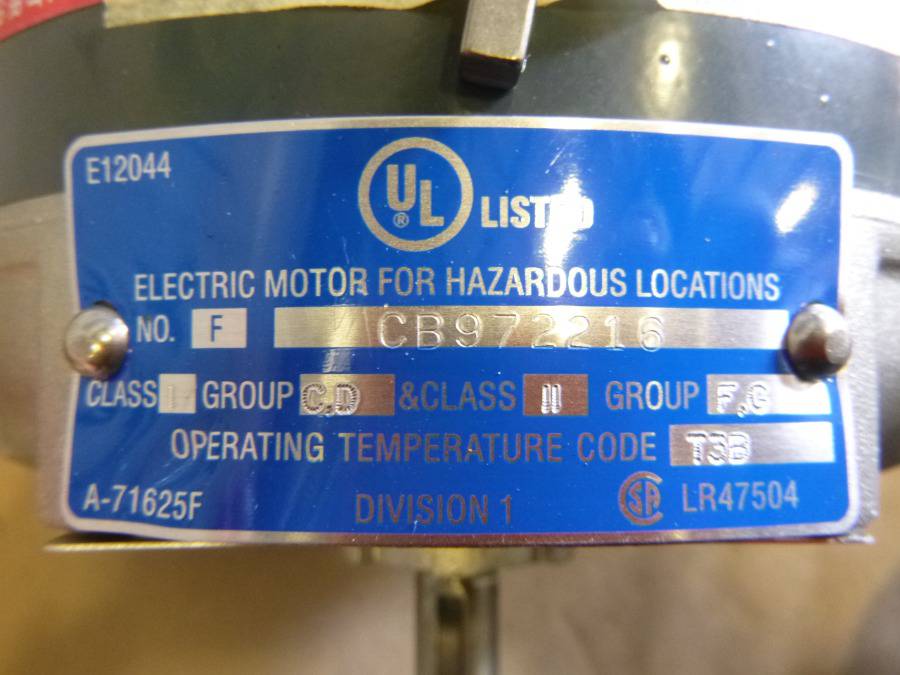 E12044
UL ® LISTED
ELECTRIC MOTOR FOR HAZARDOUS LOCATIONS
NO. F CB972216
CLASS I GROUP C,D &CLASS II GROUP F,G
OPERATING TEMPERATURE CODE T3B
A-71625F DIVISION 1 SA LR47504